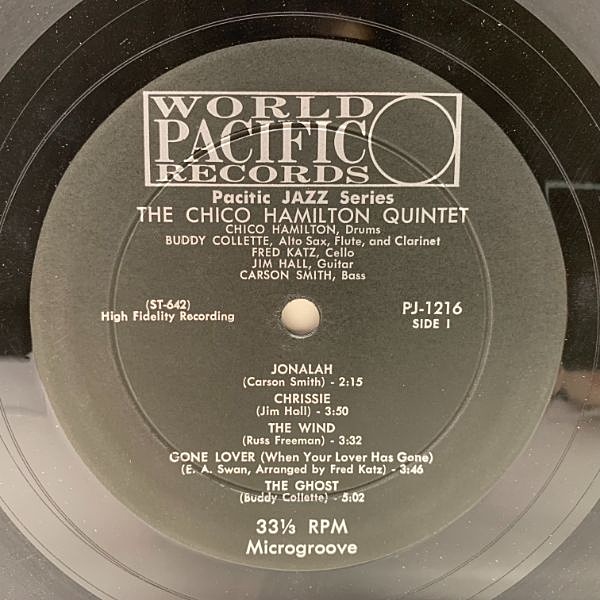 WORLD
PACIFIC
RECORDS
Pacitic JAZZ Series
THE CHICO HAMILTON QUINTET
CHICO HAMILTON, Drums
BUDDY COLLETTE, Alto Sax, Flute, and Clarinet
FRED KATZ, Cello
JIM HALL, Guitar
CARSON SMITH, Bass
(ST-642)
High Fidelity Recording
PJ-1216
SIDE 1
JONALAH
(Carson Smith) - 2:15
CHRISSIE
(Jim Hall) - 3:50
THE WIND
(Russ Freeman) - 3:32
GONE LOVER (When Your Lover Has Gone)
(E. A. Swan, Arranged by Fred Katz) - 3:46
THE GHOST
(Buddy Collette) - 5:02
33⅓ RPM
Microgroove